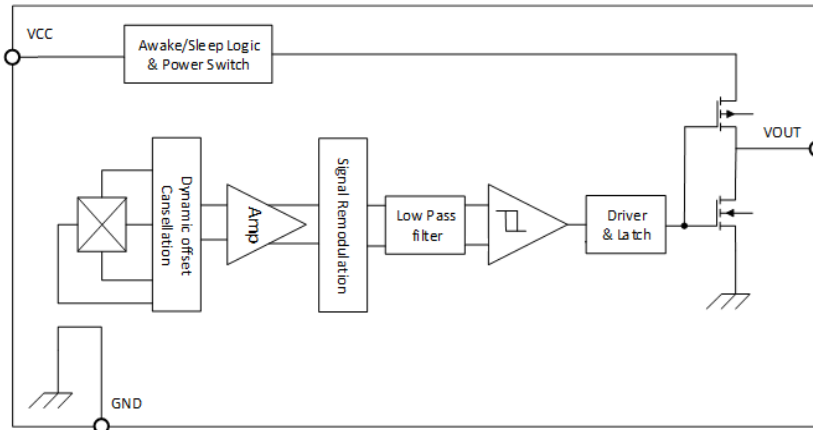 VCC
Awake/Sleep Logic
& Power Switch
VOUT
Dynamic offset
Cansellation
Amp
Signal Remodulation
Low Pass
filter
Driver
& Latch
GND